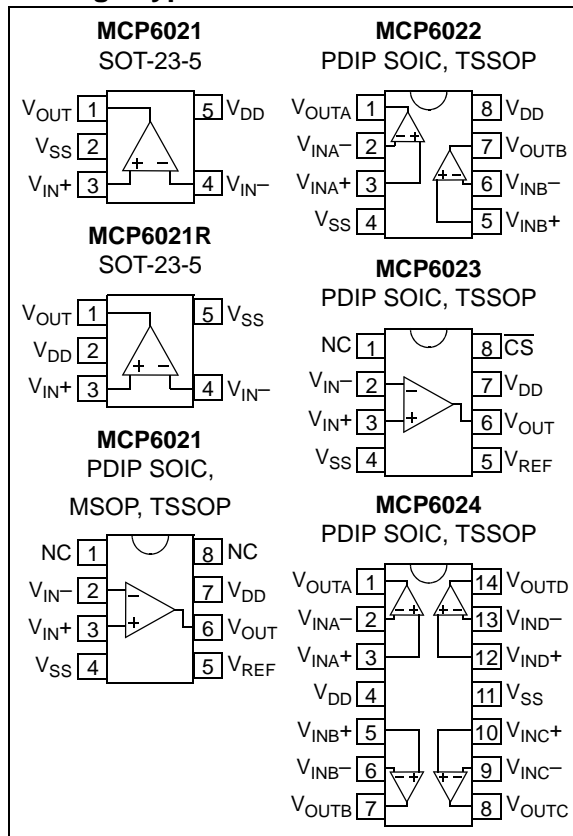 MCP6021
SOT-23-5
VOUT 1 5 VDD
VSS 2
VIN+ 3 4 VIN–
+ –
MCP6021R
SOT-23-5
VOUT 1 5 VSS
VDD 2
VIN+ 3 4 VIN–
+ –
MCP6021
PDIP SOIC,
MSOP, TSSOP
NC 1 8 NC
VIN– 2 7 VDD
VIN+ 3 6 VOUT
VSS 4 5 VREF
–
+
MCP6022
PDIP SOIC, TSSOP
VOUTA 1 8 VDD
VINA– 2 7 VOUTB
VINA+ 3 6 VINB–
VSS 4 5 VINB+
- +
+ -
MCP6023
PDIP SOIC, TSSOP
NC 1 8 CS
VIN– 2 7 VDD
VIN+ 3 6 VOUT
VSS 4 5 VREF
–
+
MCP6024
PDIP SOIC, TSSOP
VOUTA 1 14 VOUTD
VINA– 2 13 VIND–
VINA+ 3 12 VIND+
VDD 4 11 VSS
VINB+ 5 10 VINC+
VINB– 6 9 VINC–
VOUTB 7 8 VOUTC
- + + -
- + + -